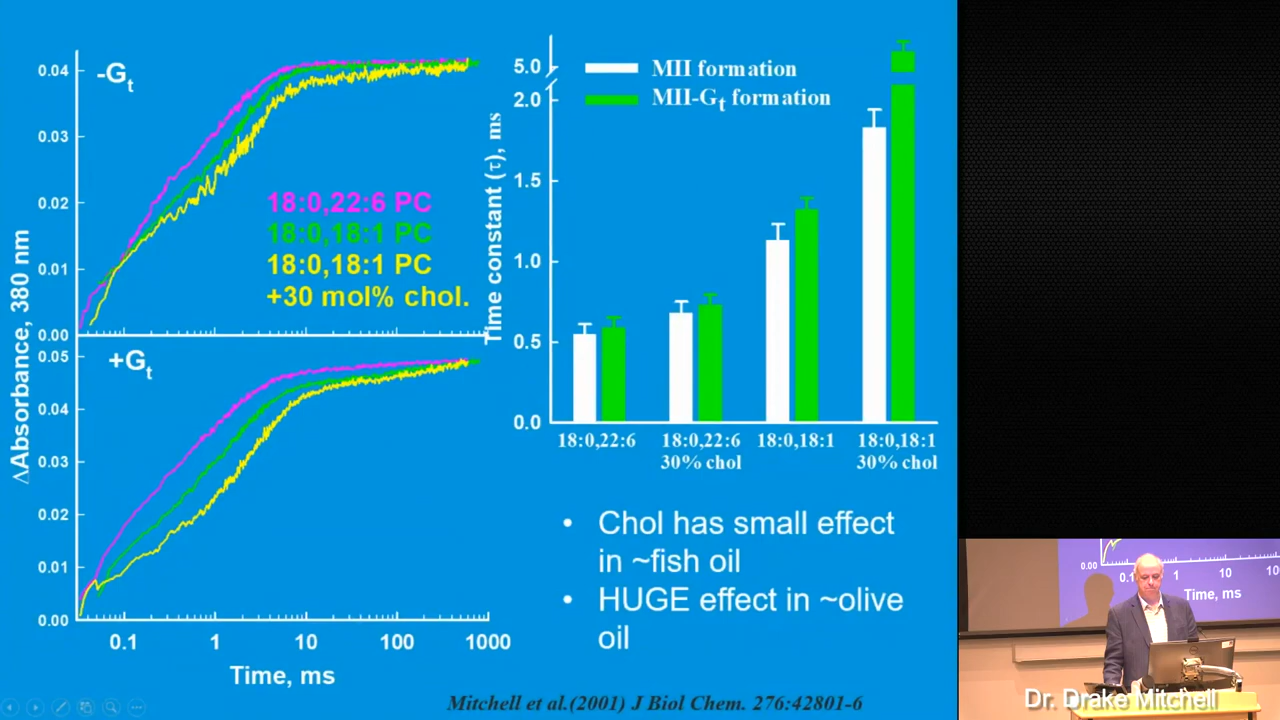 -Gt
0.04
0.03
0.02
0.01
0.00
18:0,22:6 PC
18:0,18:1 PC
18:0,18:1 PC
+30 mol% chol.
ΔAbsorbance, 380 nm
+Gt
0.05
0.04
0.03
0.02
0.01
0.00
0.1 1 10 100 1000
Time, ms
MII formation
MII-Gt formation
Time constant (τ), ms
5.0
2.0
1.5
1.0
0.5
0.0
18:0,22:6
18:0,22:6
30% chol
18:0,18:1
18:0,18:1
30% chol
• Chol has small effect
in ~fish oil
• HUGE effect in ~olive
oil
Mitchell et al.(2001) J Biol Chem. 276:42801-6
0.00
0.1 1 10
Time, ms
Dr. Drake Mitchell